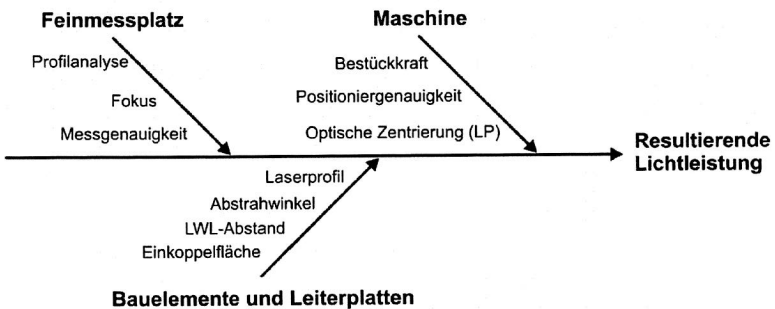 Feinmessplatz
Profilanalyse
Fokus
Messgenauigkeit
Maschine
Bestückkraft
Positioniergenauigkeit
Optische Zentrierung (LP)
Resultierende
Lichtleistung
Laserprofil
Abstrahwinkel
LWL-Abstand
Einkoppelfläche
Bauelemente und Leiterplatten